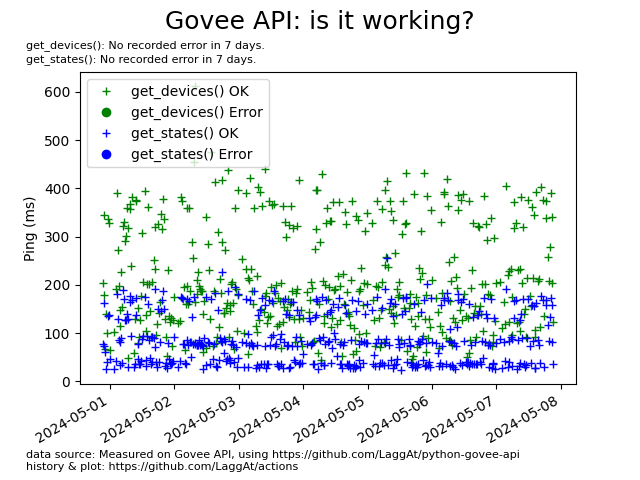 Govee API: is it working?
get_devices(): No recorded error in 7 days.
get_states(): No recorded error in 7 days.
get_devices() OK
get_devices() Error
get_states() OK
get_states() Error
Ping (ms)
600
500
400
300
200
100
0
2024-05-01
2024-05-02
2024-05-03
2024-05-04
2024-05-05
2024-05-06
2024-05-07
2024-05-08
data source: Measured on Govee API, using https://github.com/LaggAt/python-govee-api
history & plot: https://github.com/LaggAt/actions